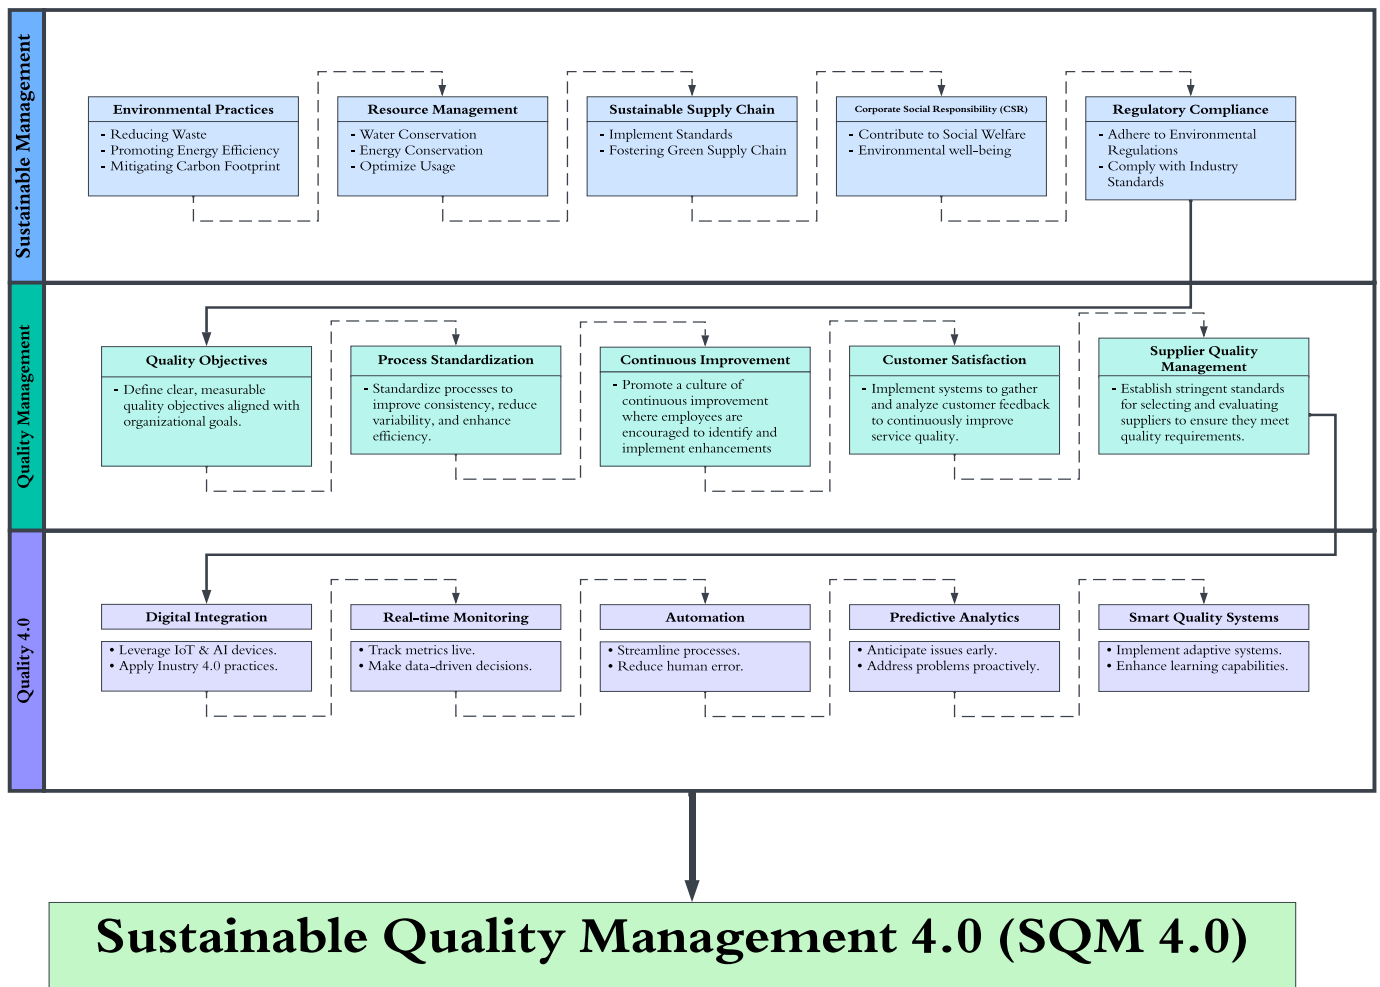 Sustainable Management
Environmental Practices
- Reducing Waste
- Promoting Energy Efficiency
- Mitigating Carbon Footprint
Resource Management
- Water Conservation
- Energy Conservation
- Optimize Usage
Sustainable Supply Chain
- Implement Standards
- Fostering Green Supply Chain
Corporate Social Responsibility (CSR)
- Contribute to Social Welfare
- Environmental well-being
Regulatory Compliance
- Adhere to Environmental
Regulations
- Comply with Industry
Standards
Quality Management
Quality Objectives
- Define clear, measurable
quality objectives aligned with
organizational goals.
Process Standardization
- Standardize processes to
improve consistency, reduce
variability, and enhance
efficiency.
Continuous Improvement
- Promote a culture of
continuous improvement
where employees are
encouraged to identify and
implement enhancements
Customer Satisfaction
- Implement systems to gather
and analyze customer feedback
to continuously improve
service quality.
Supplier Quality
Management
- Establish stringent standards
for selecting and evaluating
suppliers to ensure they meet
quality requirements.
Quality 4.0
Digital Integration
• Leverage IoT & AI devices.
• Apply Inustry 4.0 practices.
Real-time Monitoring
• Track metrics live.
• Make data-driven decisions.
Automation
• Streamline processes.
• Reduce human error.
Predictive Analytics
• Anticipate issues early.
• Address problems proactively.
Smart Quality Systems
• Implement adaptive systems.
• Enhance learning capabilities.
Sustainable Quality Management 4.0 (SQM 4.0)